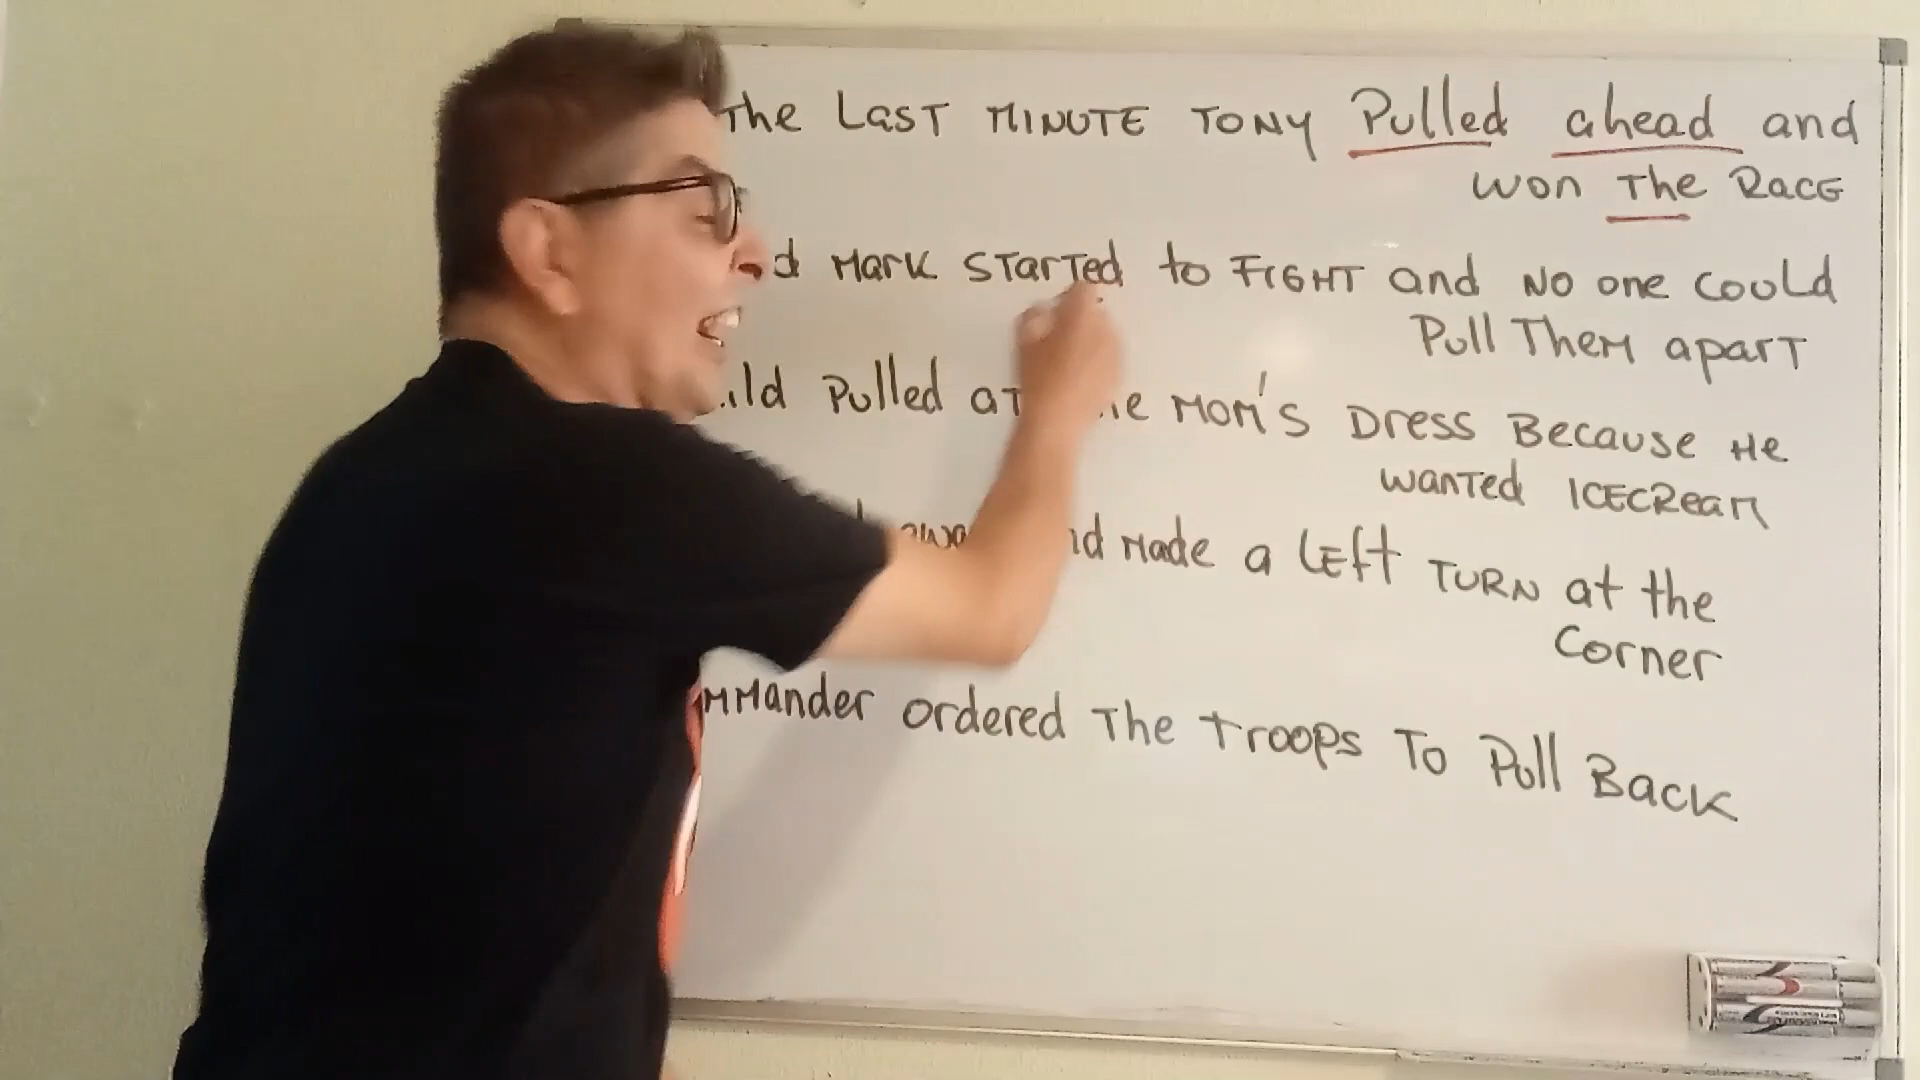 The Last Minute Tony Pulled ahead and
won The Race
Mark started to Fight and no one could
Pull Them apart
Pulled at Mom's Dress Because He
wanted icecream
Made a Left Turn at the
Corner
ordered The Troops To Pull Back